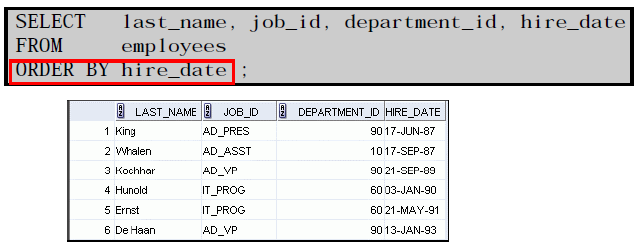 SELECT last_name, job_id, department_id, hire_date
FROM employees
ORDER BY hire_date ;
LAST_NAME JOB_ID DEPARTMENT_ID HIRE_DATE
1 King AD_PRES 90 17-JUN-87
2 Whalen AD_ASST 10 17-SEP-87
3 Kochhar AD_VP 90 21-SEP-89
4 Hunold IT_PROG 60 03-JAN-90
5 Ernst IT_PROG 60 21-MAY-91
6 De Haan AD_VP 90 13-JAN-93